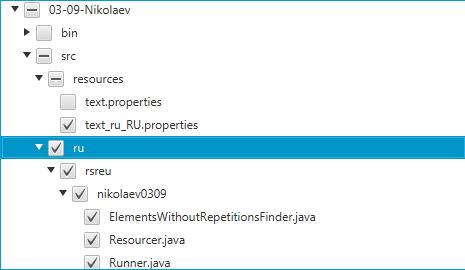 03-09-Nikolaev
bin
src
resources
text.properties
text_ru_RU.properties
ru
rsreu
nikolaev0309
ElementsWithoutRepetitionsFinder.java
Resourcer.java
Runner.java